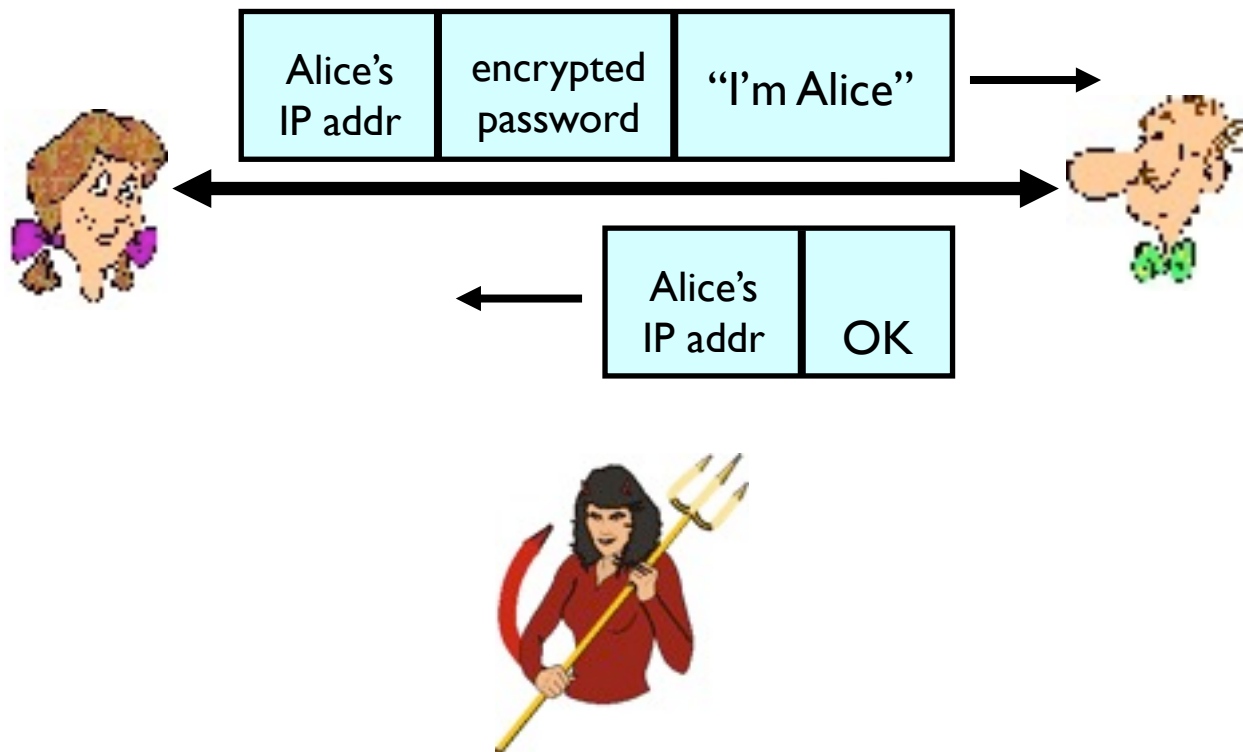 Alice’s
IP addr
encrypted
password
“I’m Alice”
Alice’s
IP addr
OK